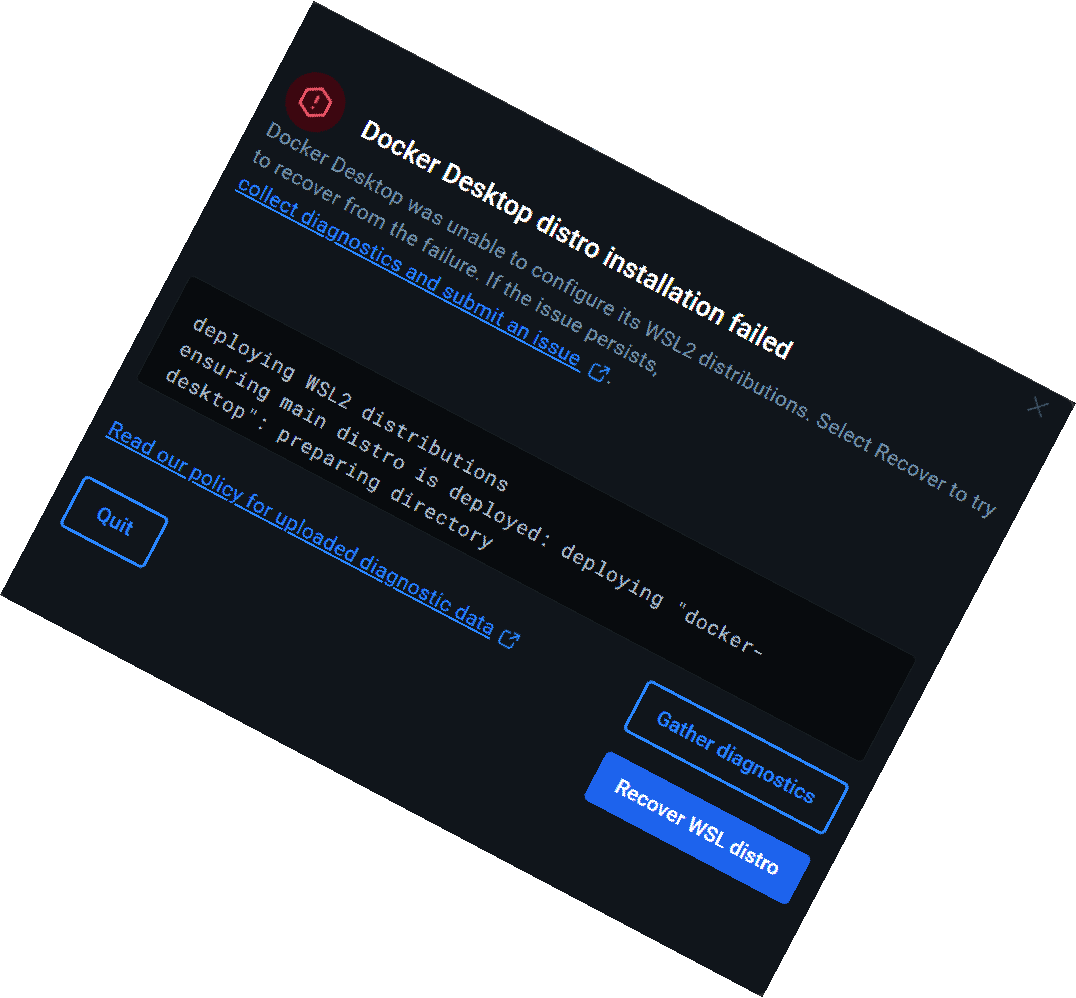 Docker Desktop distro installation failed
Docker Desktop was unable to configure its WSL2 distributions. Select Recover to try
to recover from the failure. If the issue persists,
collect diagnostics and submit an issue.
deploying WSL2 distributions
ensuring main distro is deployed: deploying "docker-
desktop": preparing directory
Read our policy for uploaded diagnostic data
Quit
Gather diagnostics
Recover WSL distro